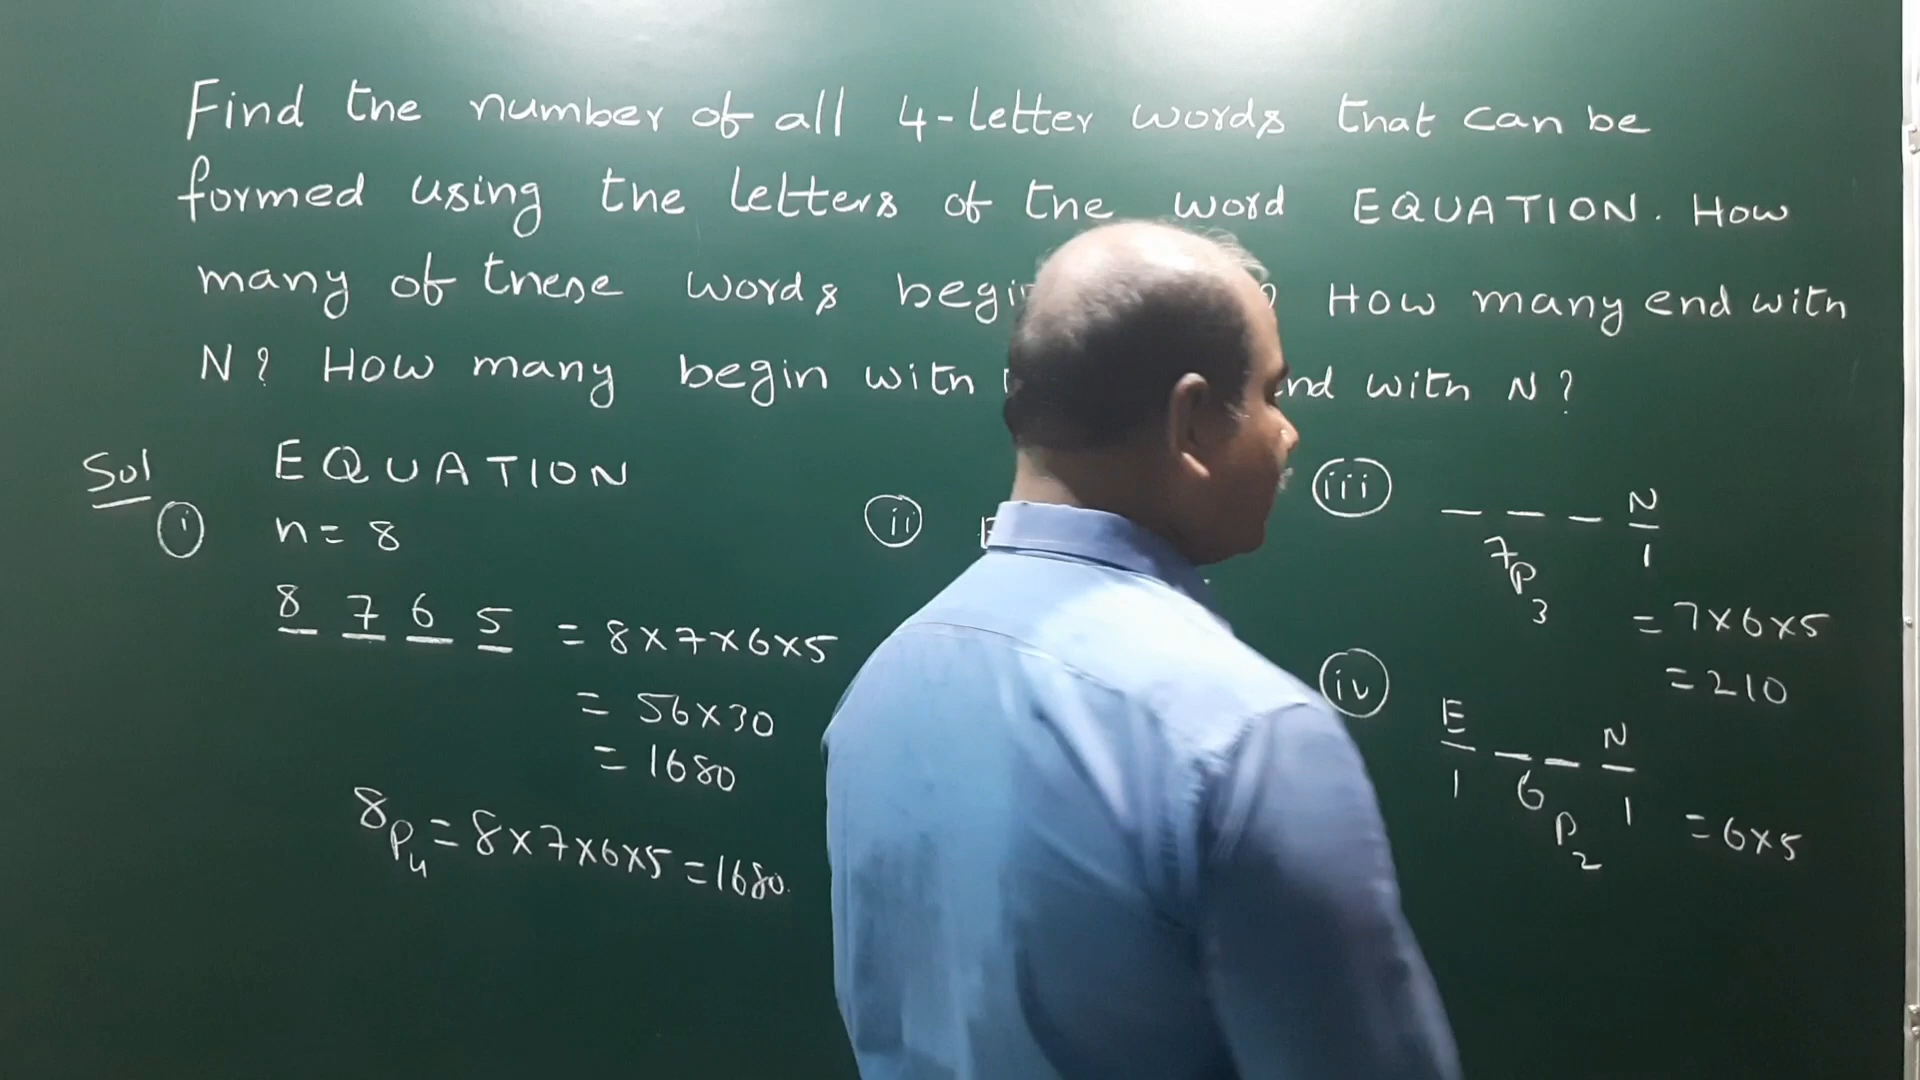 Find the number of all 4-letter words that can be
formed using the letters of the word EQUATION. How
many of these words ? How many end with
N? How many begin with end with N?
Sol
EQUATION
(i) n = 8
8 7 6 5 = 8×7×6×5
= 56×30
= 1680
8P4 = 8×7×6×5 = 1680.
(ii)
(iii) _ _ _ N
7P3 1
= 7×6×5
= 210
(iv) E _ _ N
1 6P2 1 = 6×5